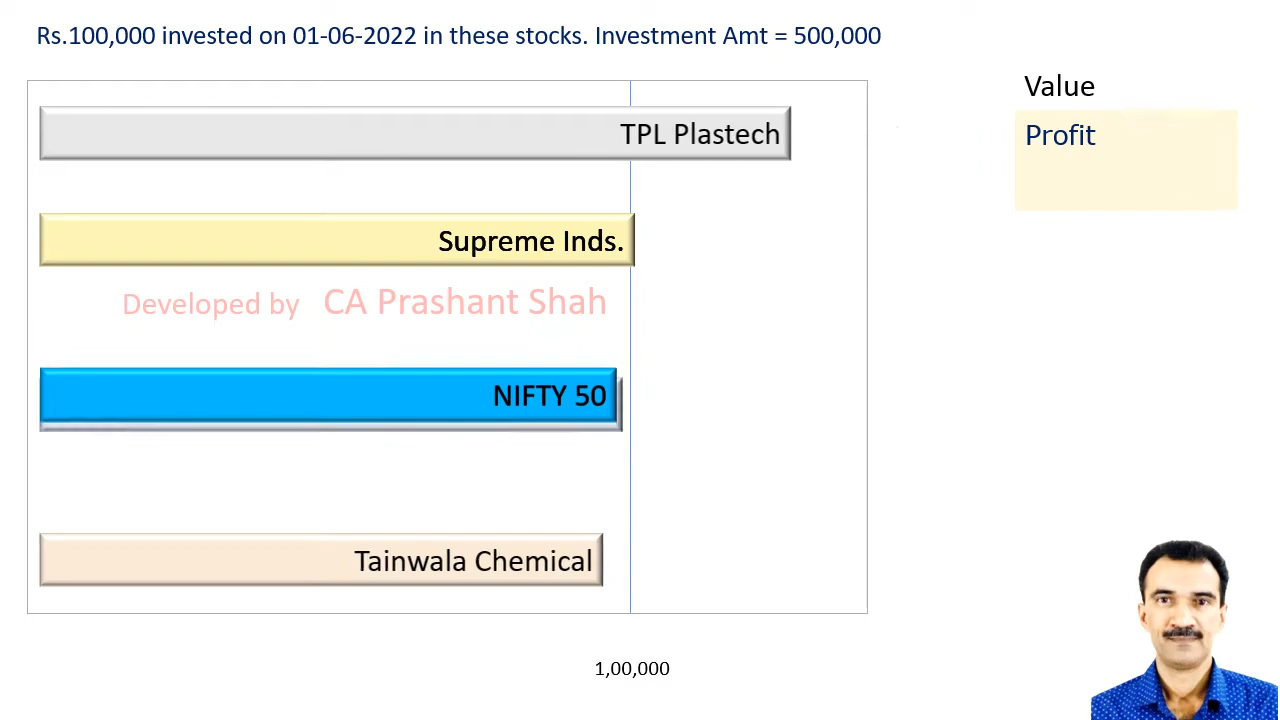 Rs.100,000 invested on 01-06-2022 in these stocks. Investment Amt = 500,000
Value
Profit
TPL Plastech
Supreme Inds.
Developed by CA Prashant Shah
NIFTY 50
Tainwala Chemical
1,00,000